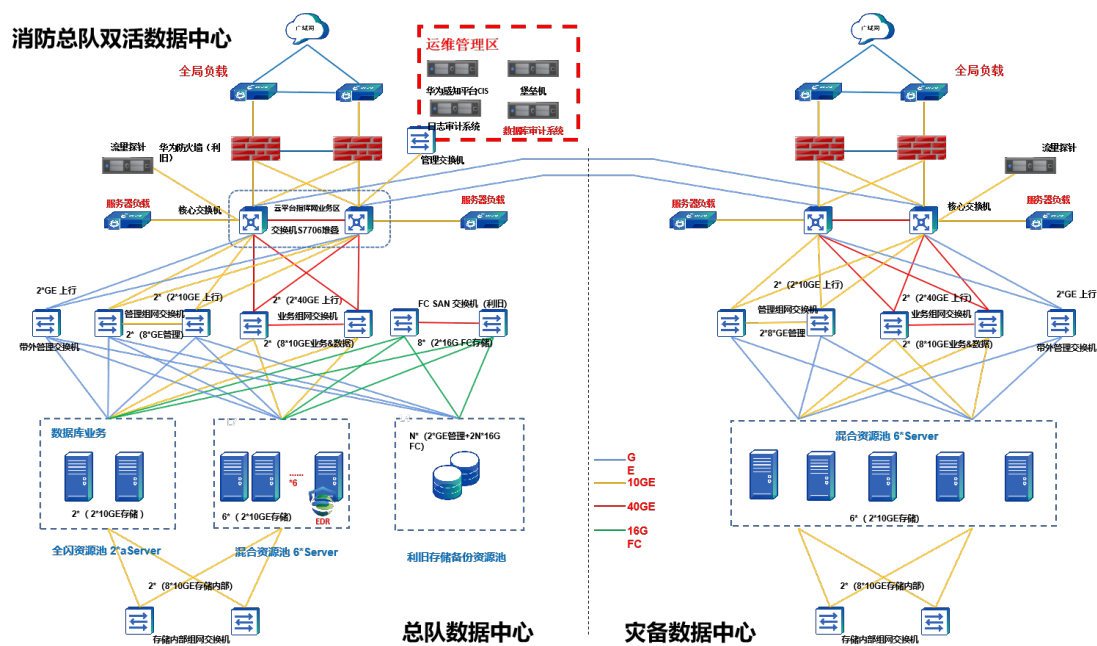 消防总队双活数据中心
广域网
全局负载
运维管理区
华为感知平台CIS
堡垒机
日志审计系统
数据库审计系统
管理交换机
流量探针
华为防火墙（利旧）
服务器负载
核心交换机
云平台指挥网业务区
交换机S7706堆叠
服务器负载
2*GE 上行
2*（2*10GE 上行）
管理组网交换机
2*（8*GE管理）
带外管理交换机
2*（2*40GE 上行）
业务组网交换机
2*（8*10GE业务&数据）
FC SAN 交换机（利旧）
8*（2*16G FC存储）
数据库业务
2*（2*10GE存储）
全闪资源池 2*aServer
......
*6
EDR
6*（2*10GE存储）
混合资源池 6*Server
N*（2*GE管理+2N*16G
FC）
利旧存储备份资源池
2*（8*10GE存储内部）
存储内部组网交换机
总队数据中心
G
E
10GE
40GE
16G
FC
广域网
全局负载
流量探针
服务器负载
核心交换机
服务器负载
2*（2*10GE 上行）
管理组网交换机
2*8*GE管理
2*（2*40GE 上行）
业务组网交换机
2*（8*10GE业务&数据）
2*GE 上行
带外管理交换机
混合资源池 6*Server
6*（2*10GE存储）
2*（8*10GE存储内部）
存储内部组网交换机
灾备数据中心